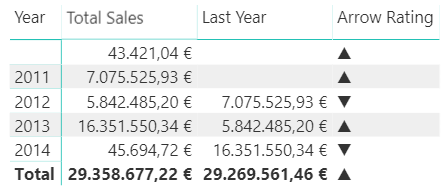 Year Total Sales Last Year Arrow Rating
43.421,04 € ▲
2011 7.075.525,93 € ▲
2012 5.842.485,20 € 7.075.525,93 € ▼
2013 16.351.550,34 € 5.842.485,20 € ▲
2014 45.694,72 € 16.351.550,34 € ▼
Total 29.358.677,22 € 29.269.561,46 € ▲